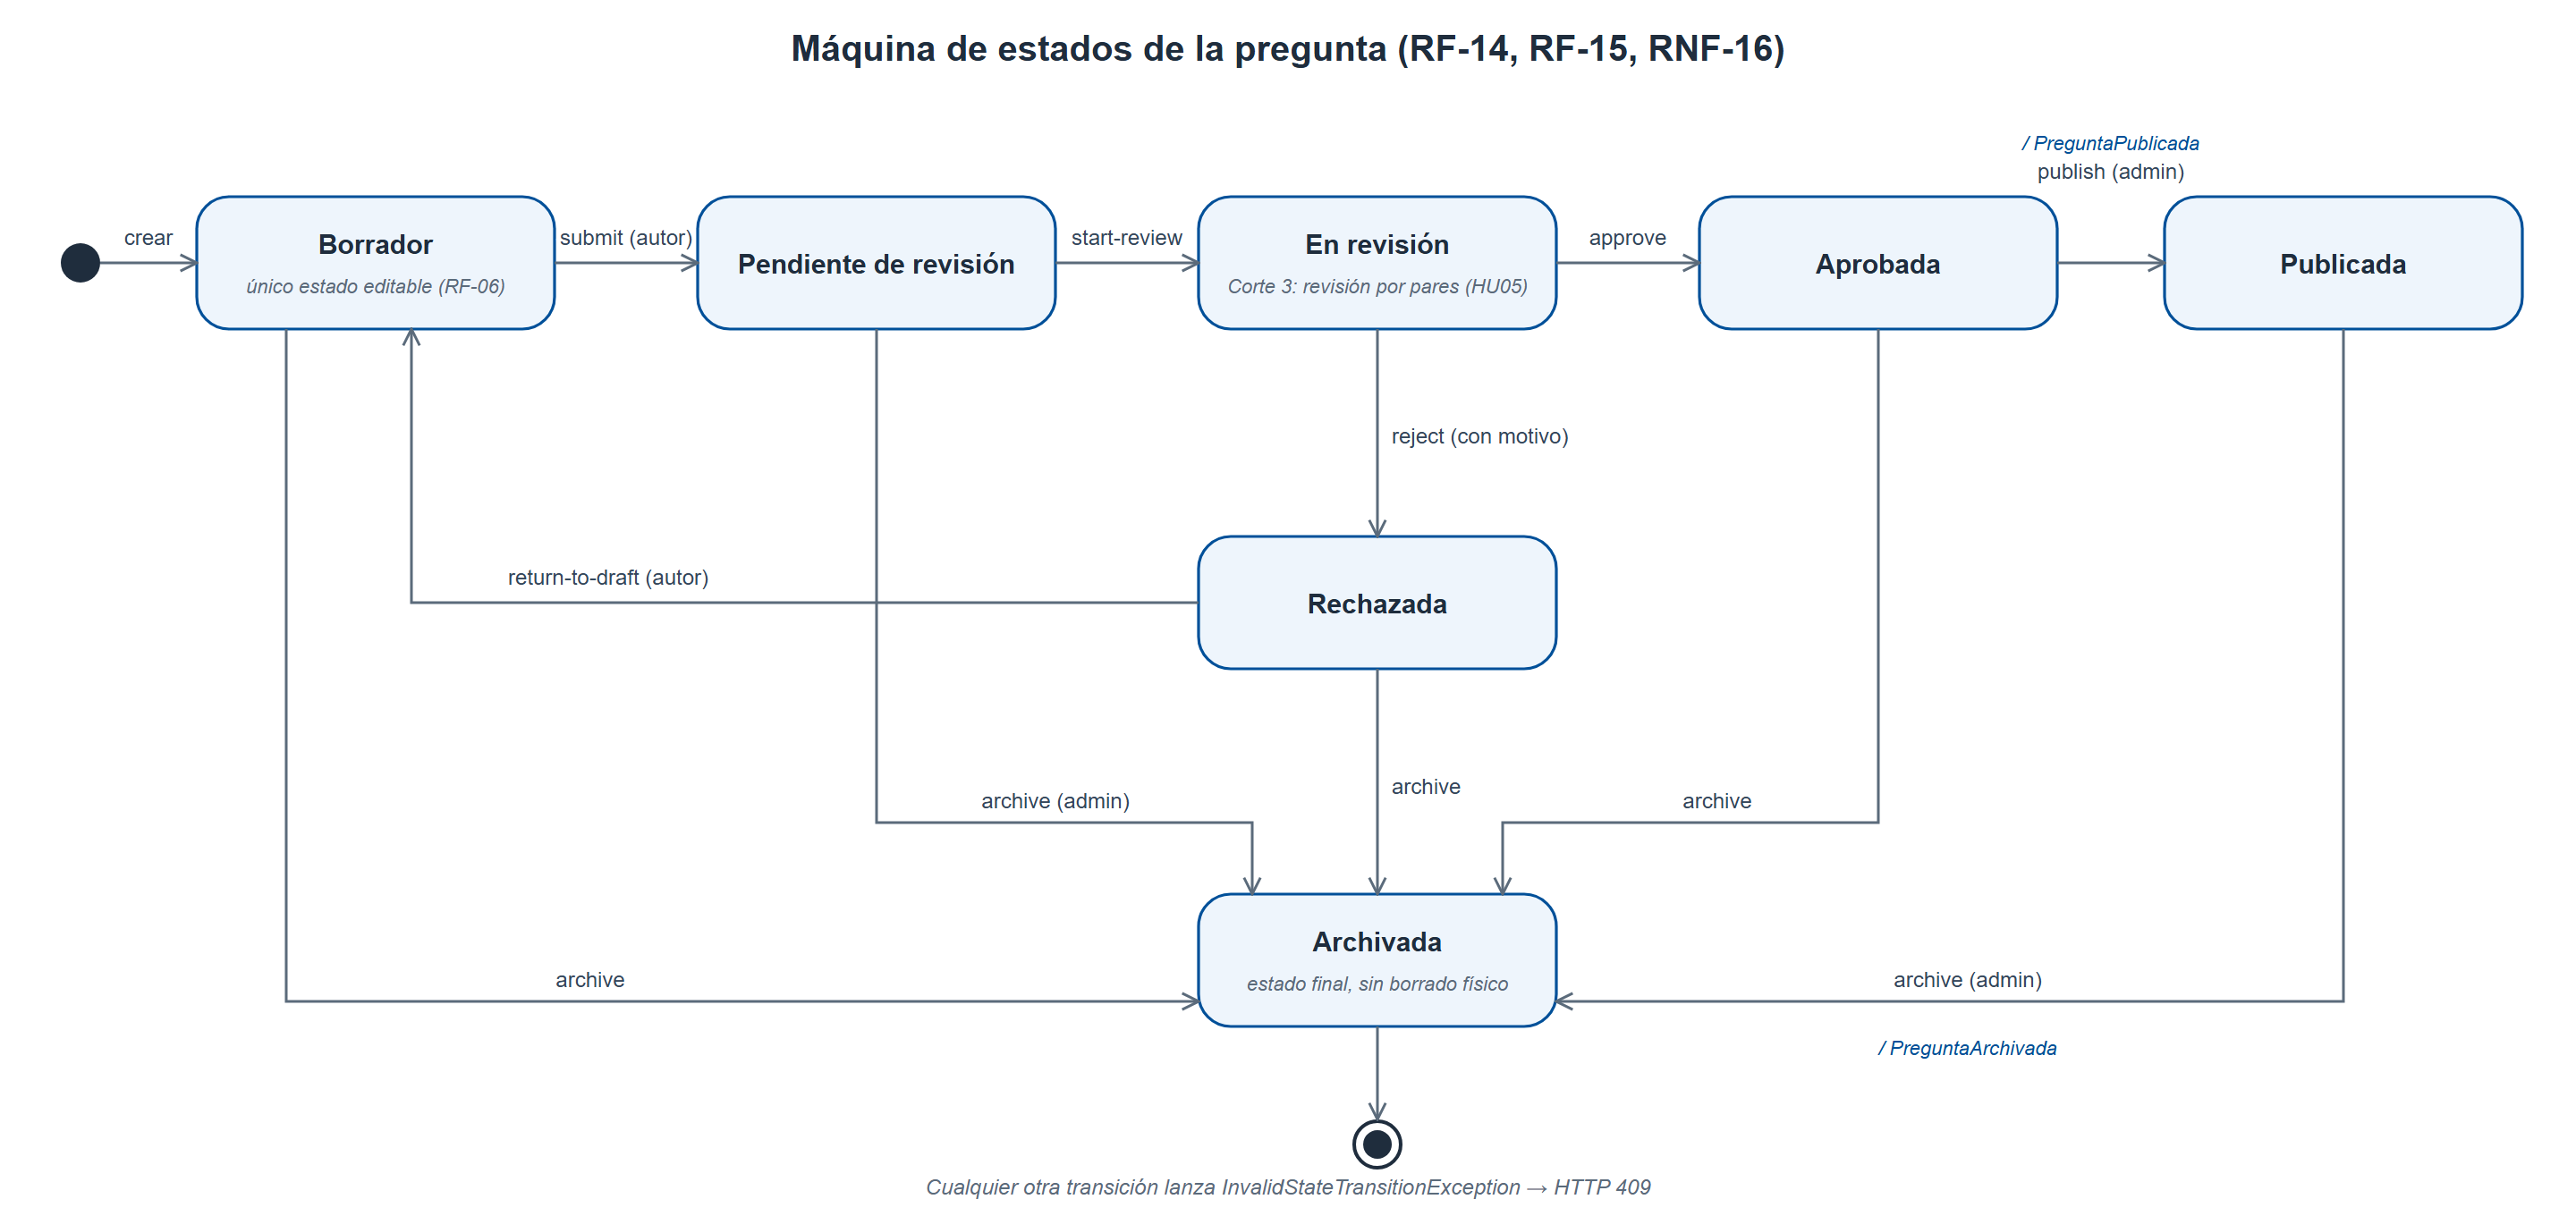 Máquina de estados de la pregunta (RF-14, RF-15, RNF-16)
/ PreguntaPublicada
publish (admin)
crear
Borrador
único estado editable (RF-06)
submit (autor)
Pendiente de revisión
start-review
En revisión
Corte 3: revisión por pares (HU05)
approve
Aprobada
Publicada
reject (con motivo)
return-to-draft (autor)
Rechazada
archive (admin)
archive
archive
Archivada
estado final, sin borrado físico
archive
archive (admin)
/ PreguntaArchivada
Cualquier otra transición lanza InvalidStateTransitionException → HTTP 409